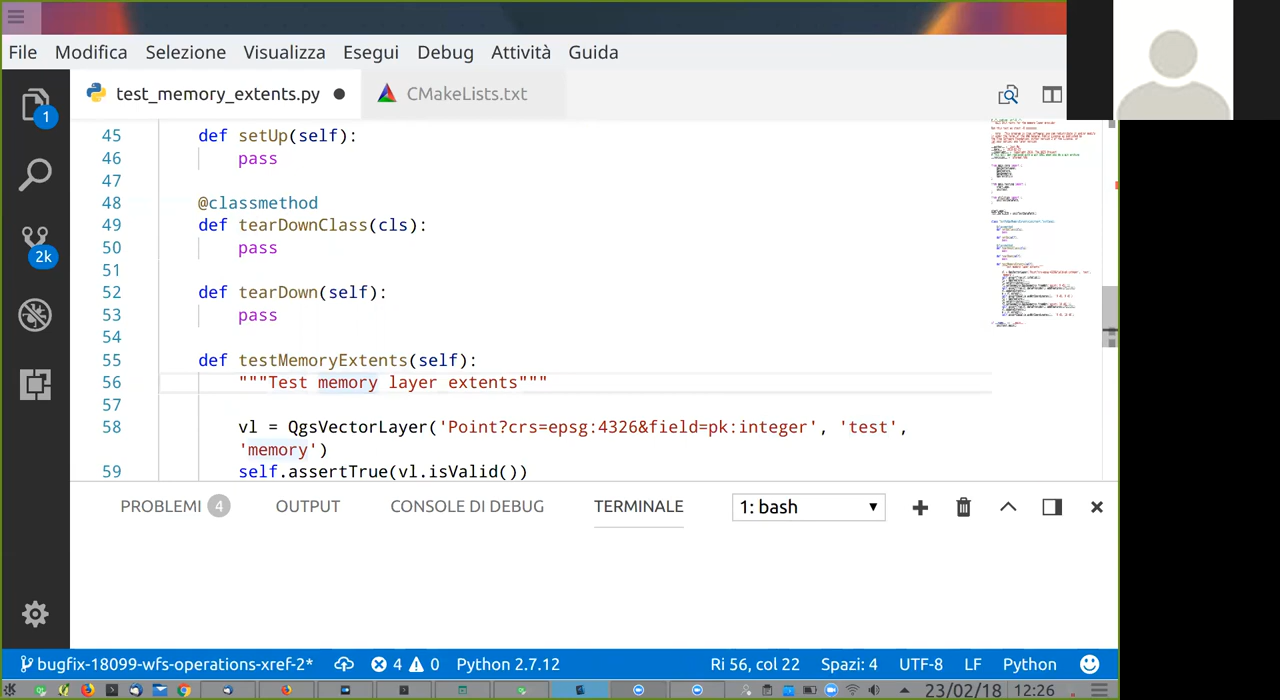 File Modifica Selezione Visualizza Esegui Debug Attività Guida
test_memory_extents.py ● CMakeLists.txt
1
2k
45 def setUp(self):
46 pass
47
48 @classmethod
49 def tearDownClass(cls):
50 pass
51
52 def tearDown(self):
53 pass
54
55 def testMemoryExtents(self):
56 """Test memory layer extents"""
57
58 vl = QgsVectorLayer('Point?crs=epsg:4326&field=pk:integer', 'test',
'memory')
59 self.assertTrue(vl.isValid())
PROBLEMI 4 OUTPUT CONSOLE DI DEBUG TERMINALE 1: bash
bugfix-18099-wfs-operations-xref-2* 4 0 Python 2.7.12 Ri 56, col 22 Spazi: 4 UTF-8 LF Python
23/02/18 12:26